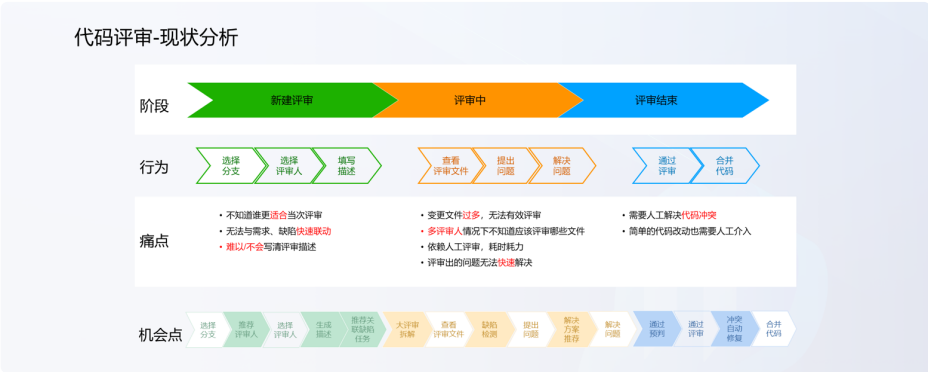 代码评审-现状分析
阶段
新建评审
评审中
评审结束
行为
选择
分支
选择
评审人
填写
描述
查看
评审文件
提出
问题
解决
问题
通过
评审
合并
代码
痛点
• 不知道谁更适合当次评审
• 无法与需求、缺陷快速联动
• 难以/不会写清评审描述
• 变更文件过多，无法有效评审
• 多评审人情况下不知道应该评审哪些文件
• 依赖人工评审，耗时耗力
• 评审出的问题无法快速解决
• 需要人工解决代码冲突
• 简单的代码改动也需要人工介入
机会点
选择
分支
推荐
评审人
选择
评审人
生成
描述
推荐关
联缺陷
任务
大评审
拆解
查看
评审文件
缺陷
检测
提出
问题
解决
方案
推荐
解决
问题
通过
预判
通过
评审
冲突
自动
修复
合并
代码